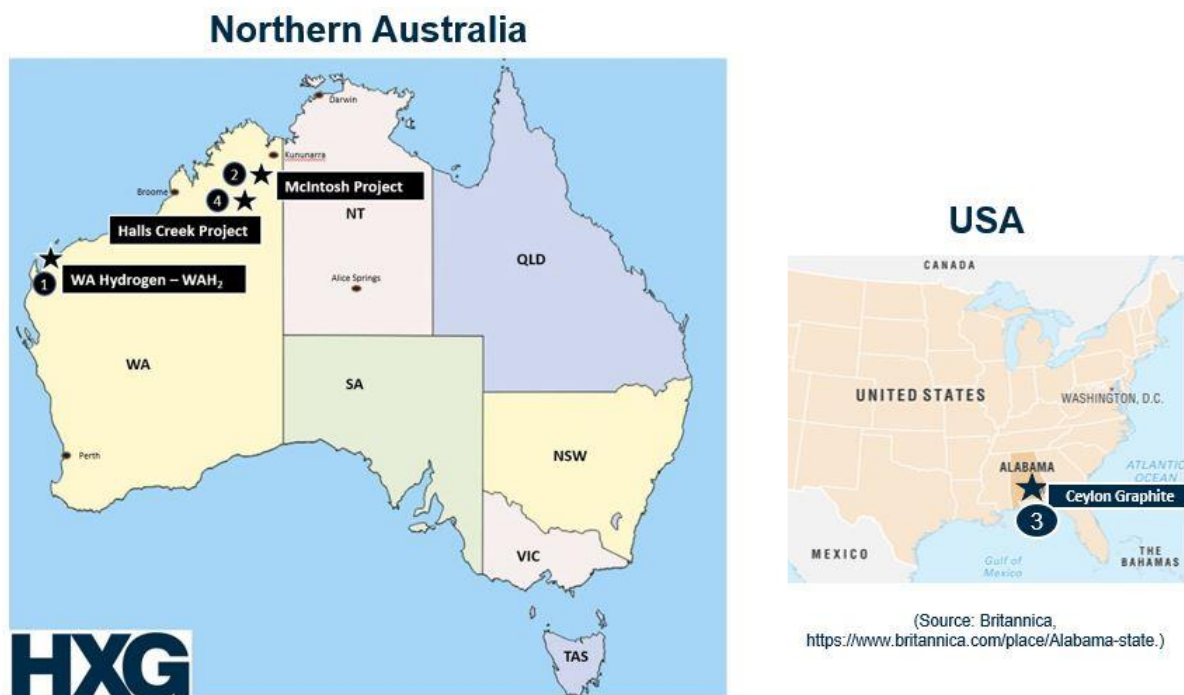 Northern Australia
Darwin
Kununarra
Broome
2
McIntosh Project
4
NT
Halls Creek Project
QLD
1
WA Hydrogen – WAH₂
Alice Springs
WA
SA
Perth
NSW
VIC
TAS
HXG
USA
CANADA
UNITED STATES
WASHINGTON, D.C.
ALABAMA
ATLANTIC
OCEAN
Ceylon Graphite
3
MEXICO
Gulf of
Mexico
THE
BAHAMAS
(Source: Britannica,
https://www.britannica.com/place/Alabama-state.)